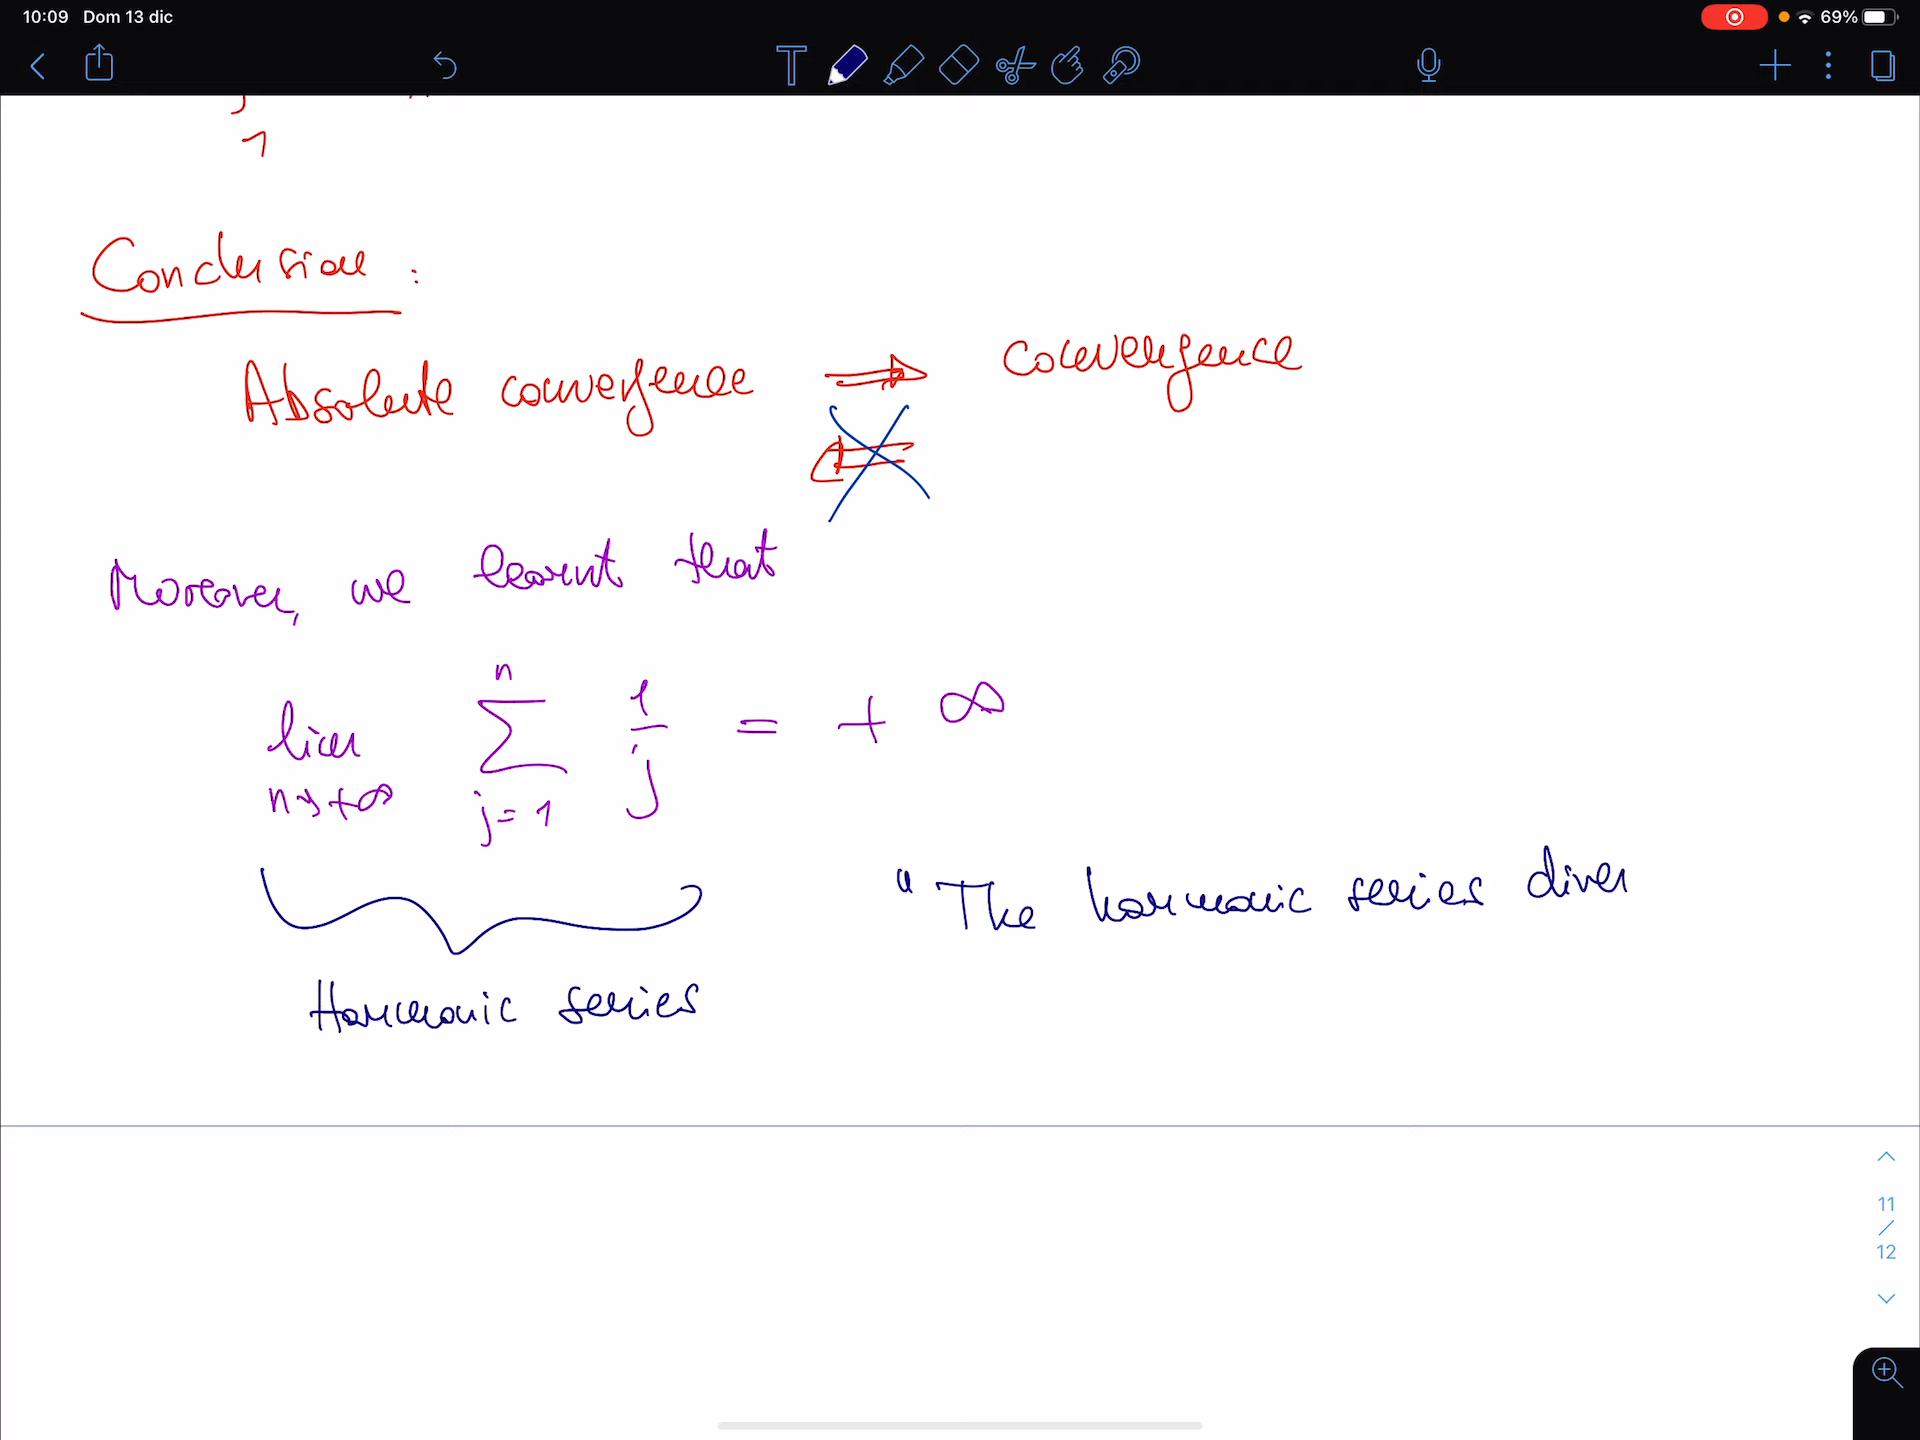 10:09 Dom 13 dic 69%
1
Conclusion :
Absolute convergence ⇒ convergence
⇐
Moreover, we learnt that
lim n→+∞ n ∑ j=1 1/j = + ∞
"The harmonic series diver
Harmonic series
11
/
12